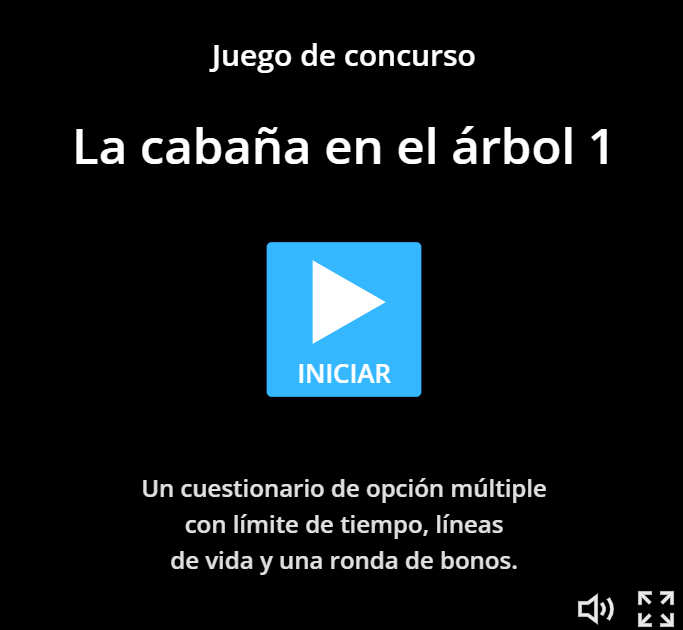 Juego de concurso
La cabaña en el árbol 1
INICIAR
Un cuestionario de opción múltiple
con límite de tiempo, líneas
de vida y una ronda de bonos.